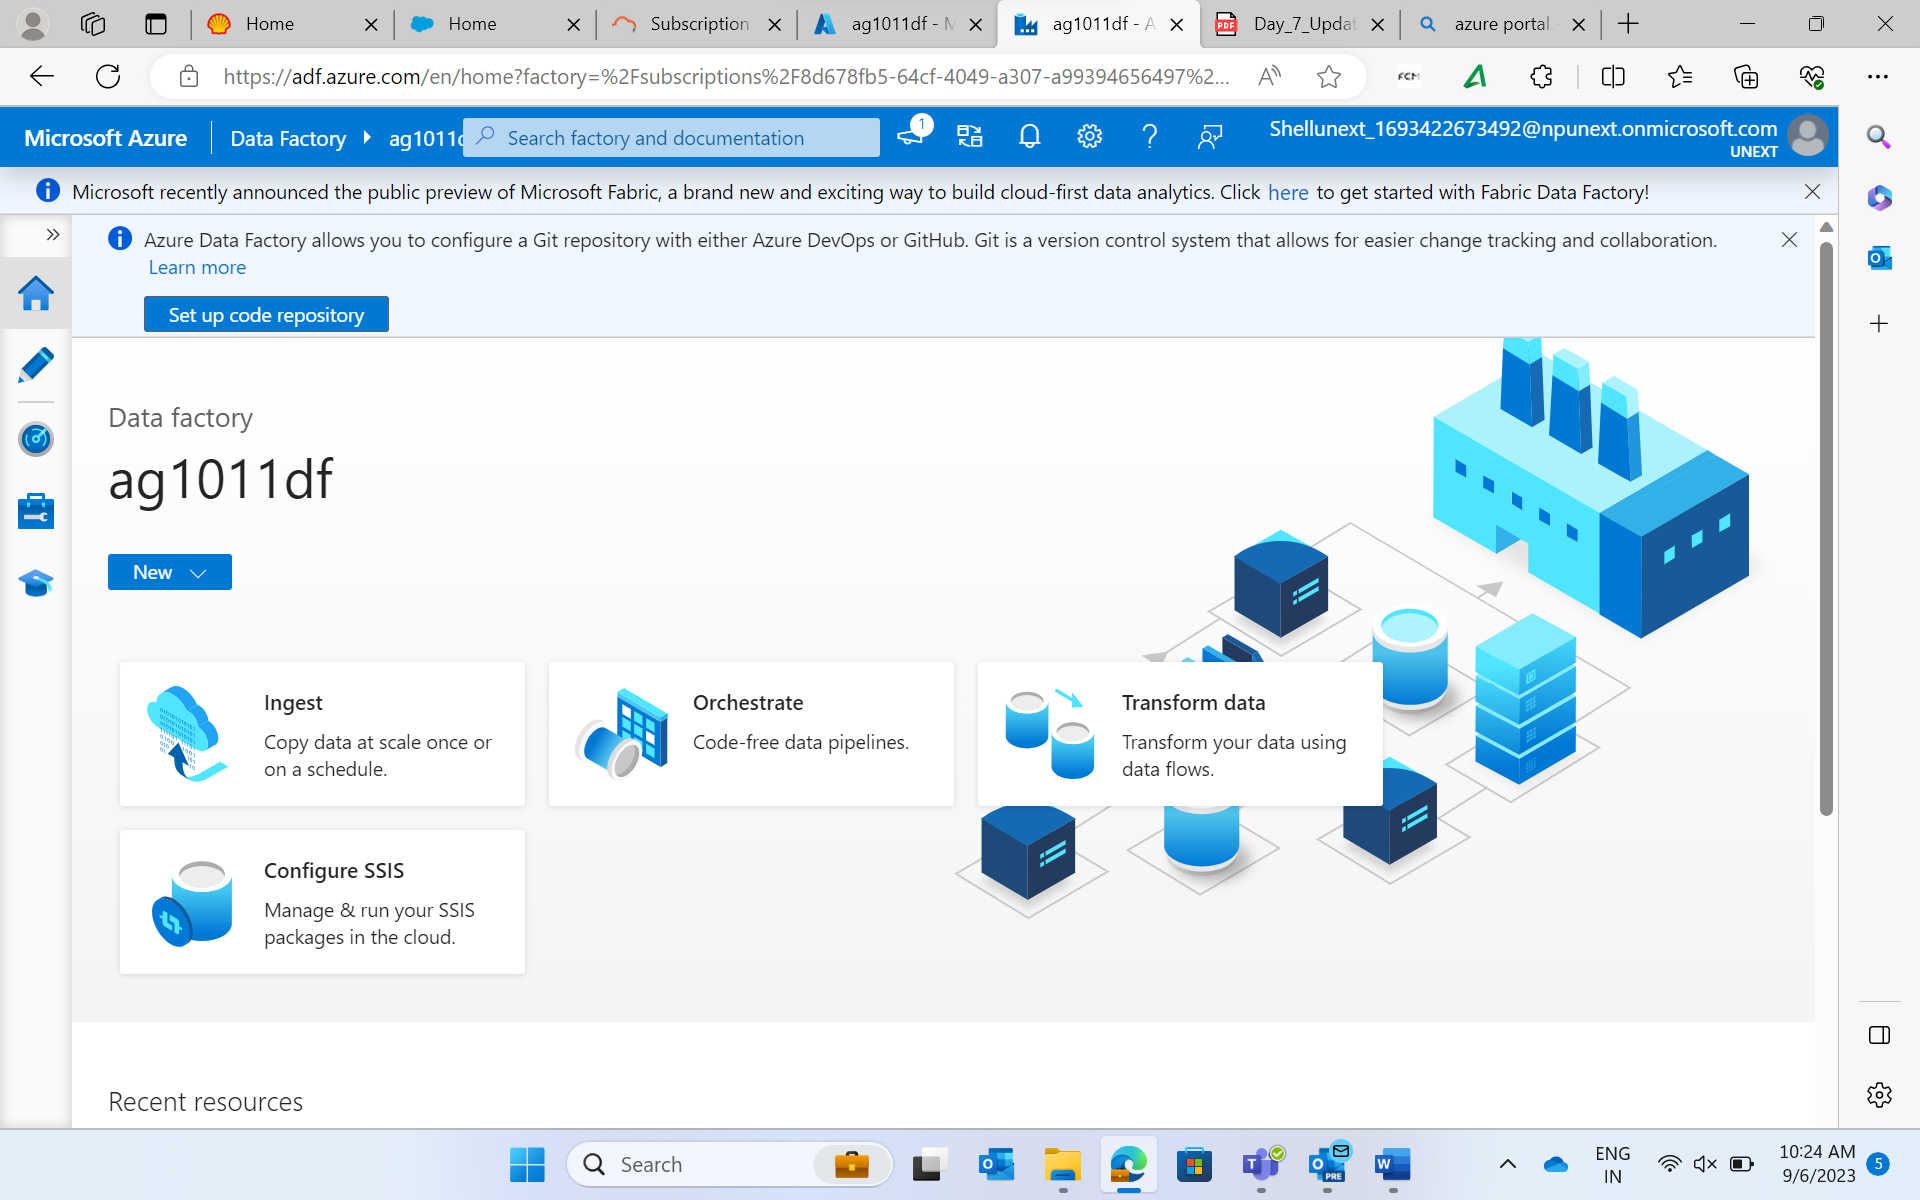 Home
Home
Subscription
ag1011df - M
ag1011df - A
Day_7_Updat
azure portal
https://adf.azure.com/en/home?factory=%2Fsubscriptions%2F8d678fb5-64cf-4049-a307-a99394656497%2...
FCM
Microsoft Azure
Data Factory
ag1011d
Search factory and documentation
1
Shellunext_1693422673492@npunext.onmicrosoft.com
UNEXT
Microsoft recently announced the public preview of Microsoft Fabric, a brand new and exciting way to build cloud-first data analytics. Click here to get started with Fabric Data Factory!
Azure Data Factory allows you to configure a Git repository with either Azure DevOps or GitHub. Git is a version control system that allows for easier change tracking and collaboration.
Learn more
Set up code repository
Data factory
ag1011df
New
Ingest
Copy data at scale once or
on a schedule.
Orchestrate
Code-free data pipelines.
Transform data
Transform your data using
data flows.
Configure SSIS
Manage & run your SSIS
packages in the cloud.
Recent resources
Search
ENG
IN
10:24 AM
9/6/2023
5